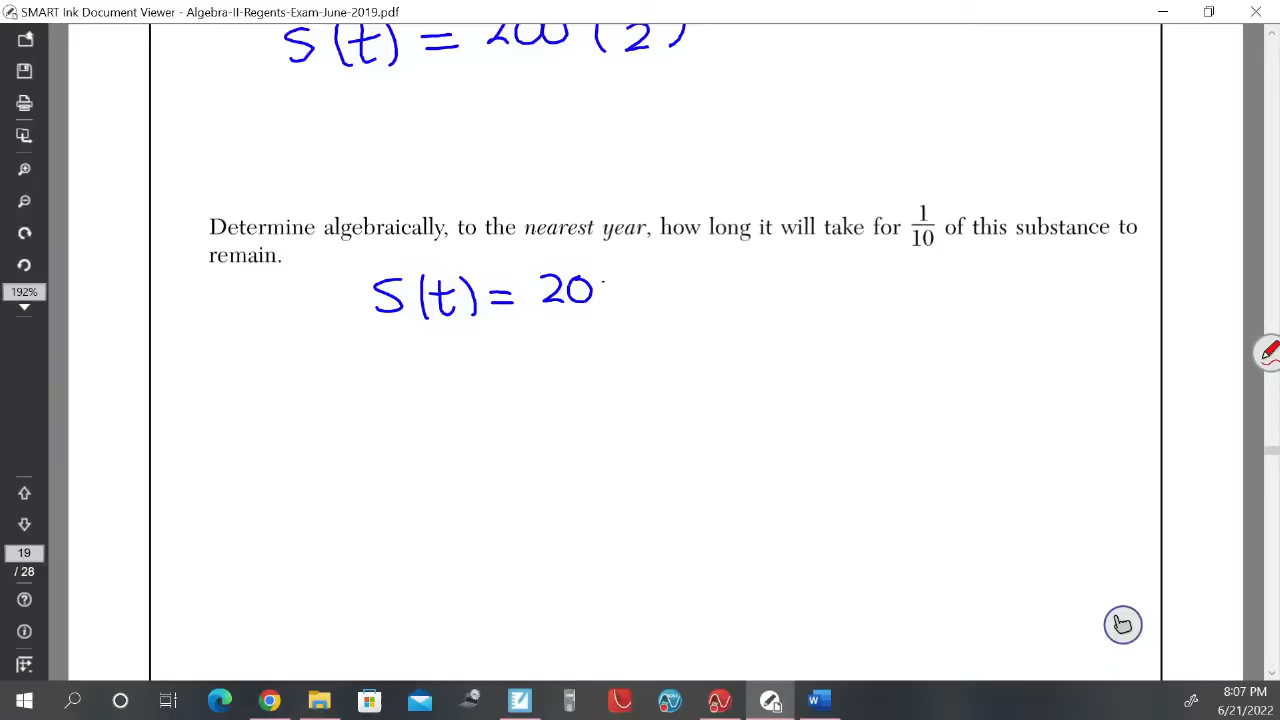 SMART Ink Document Viewer - Algebra-II-Regents-Exam-June-2019.pdf
S(t) = 200 (2)
Determine algebraically, to the nearest year, how long it will take for 1/10 of this substance to
remain.
S(t) = 20
192%
19
/ 28
8:07 PM
6/21/2022